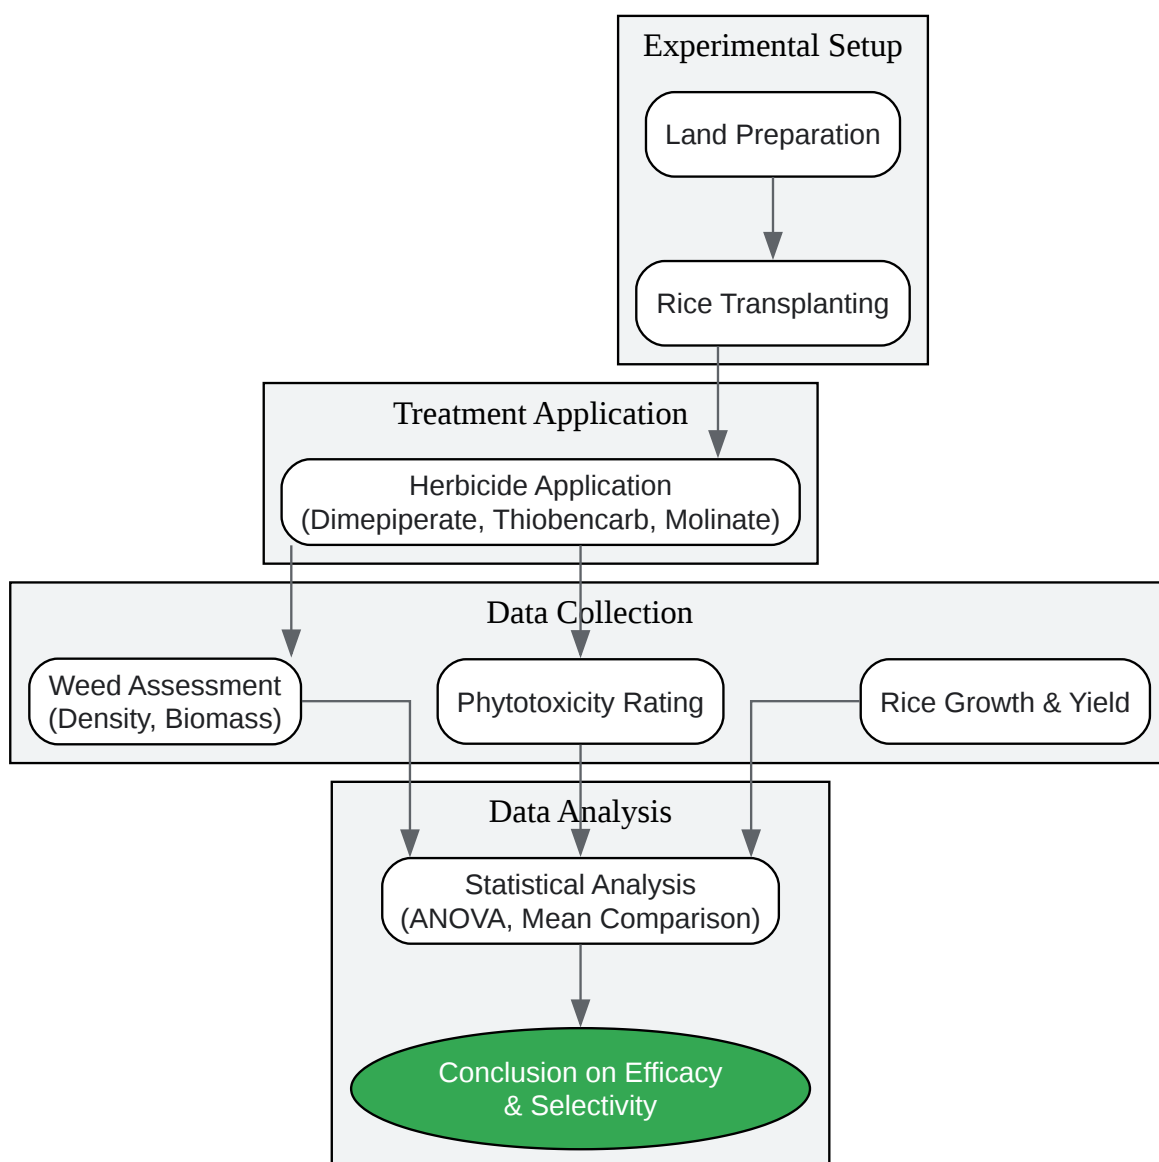 Experimental Setup
Land Preparation
Rice Transplanting
Treatment Application
Herbicide Application
(Dimepiperate, Thiobencarb, Molinate)
Data Collection
Weed Assessment
(Density, Biomass)
Phytotoxicity Rating
Rice Growth & Yield
Data Analysis
Statistical Analysis
(ANOVA, Mean Comparison)
Conclusion on Efficacy
& Selectivity